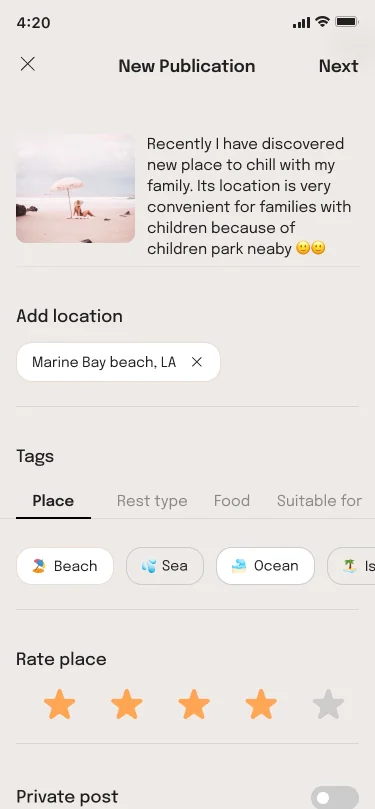 4:20
New Publication
Next
Recently I have discovered
new place to chill with my
family. Its location is very
convenient for families with
children because of
children park neaby 🙂🙂
Add location
Marine Bay beach, LA
Tags
Place
Rest type
Food
Suitable for
Beach
Sea
Ocean
Is
Rate place
Private post